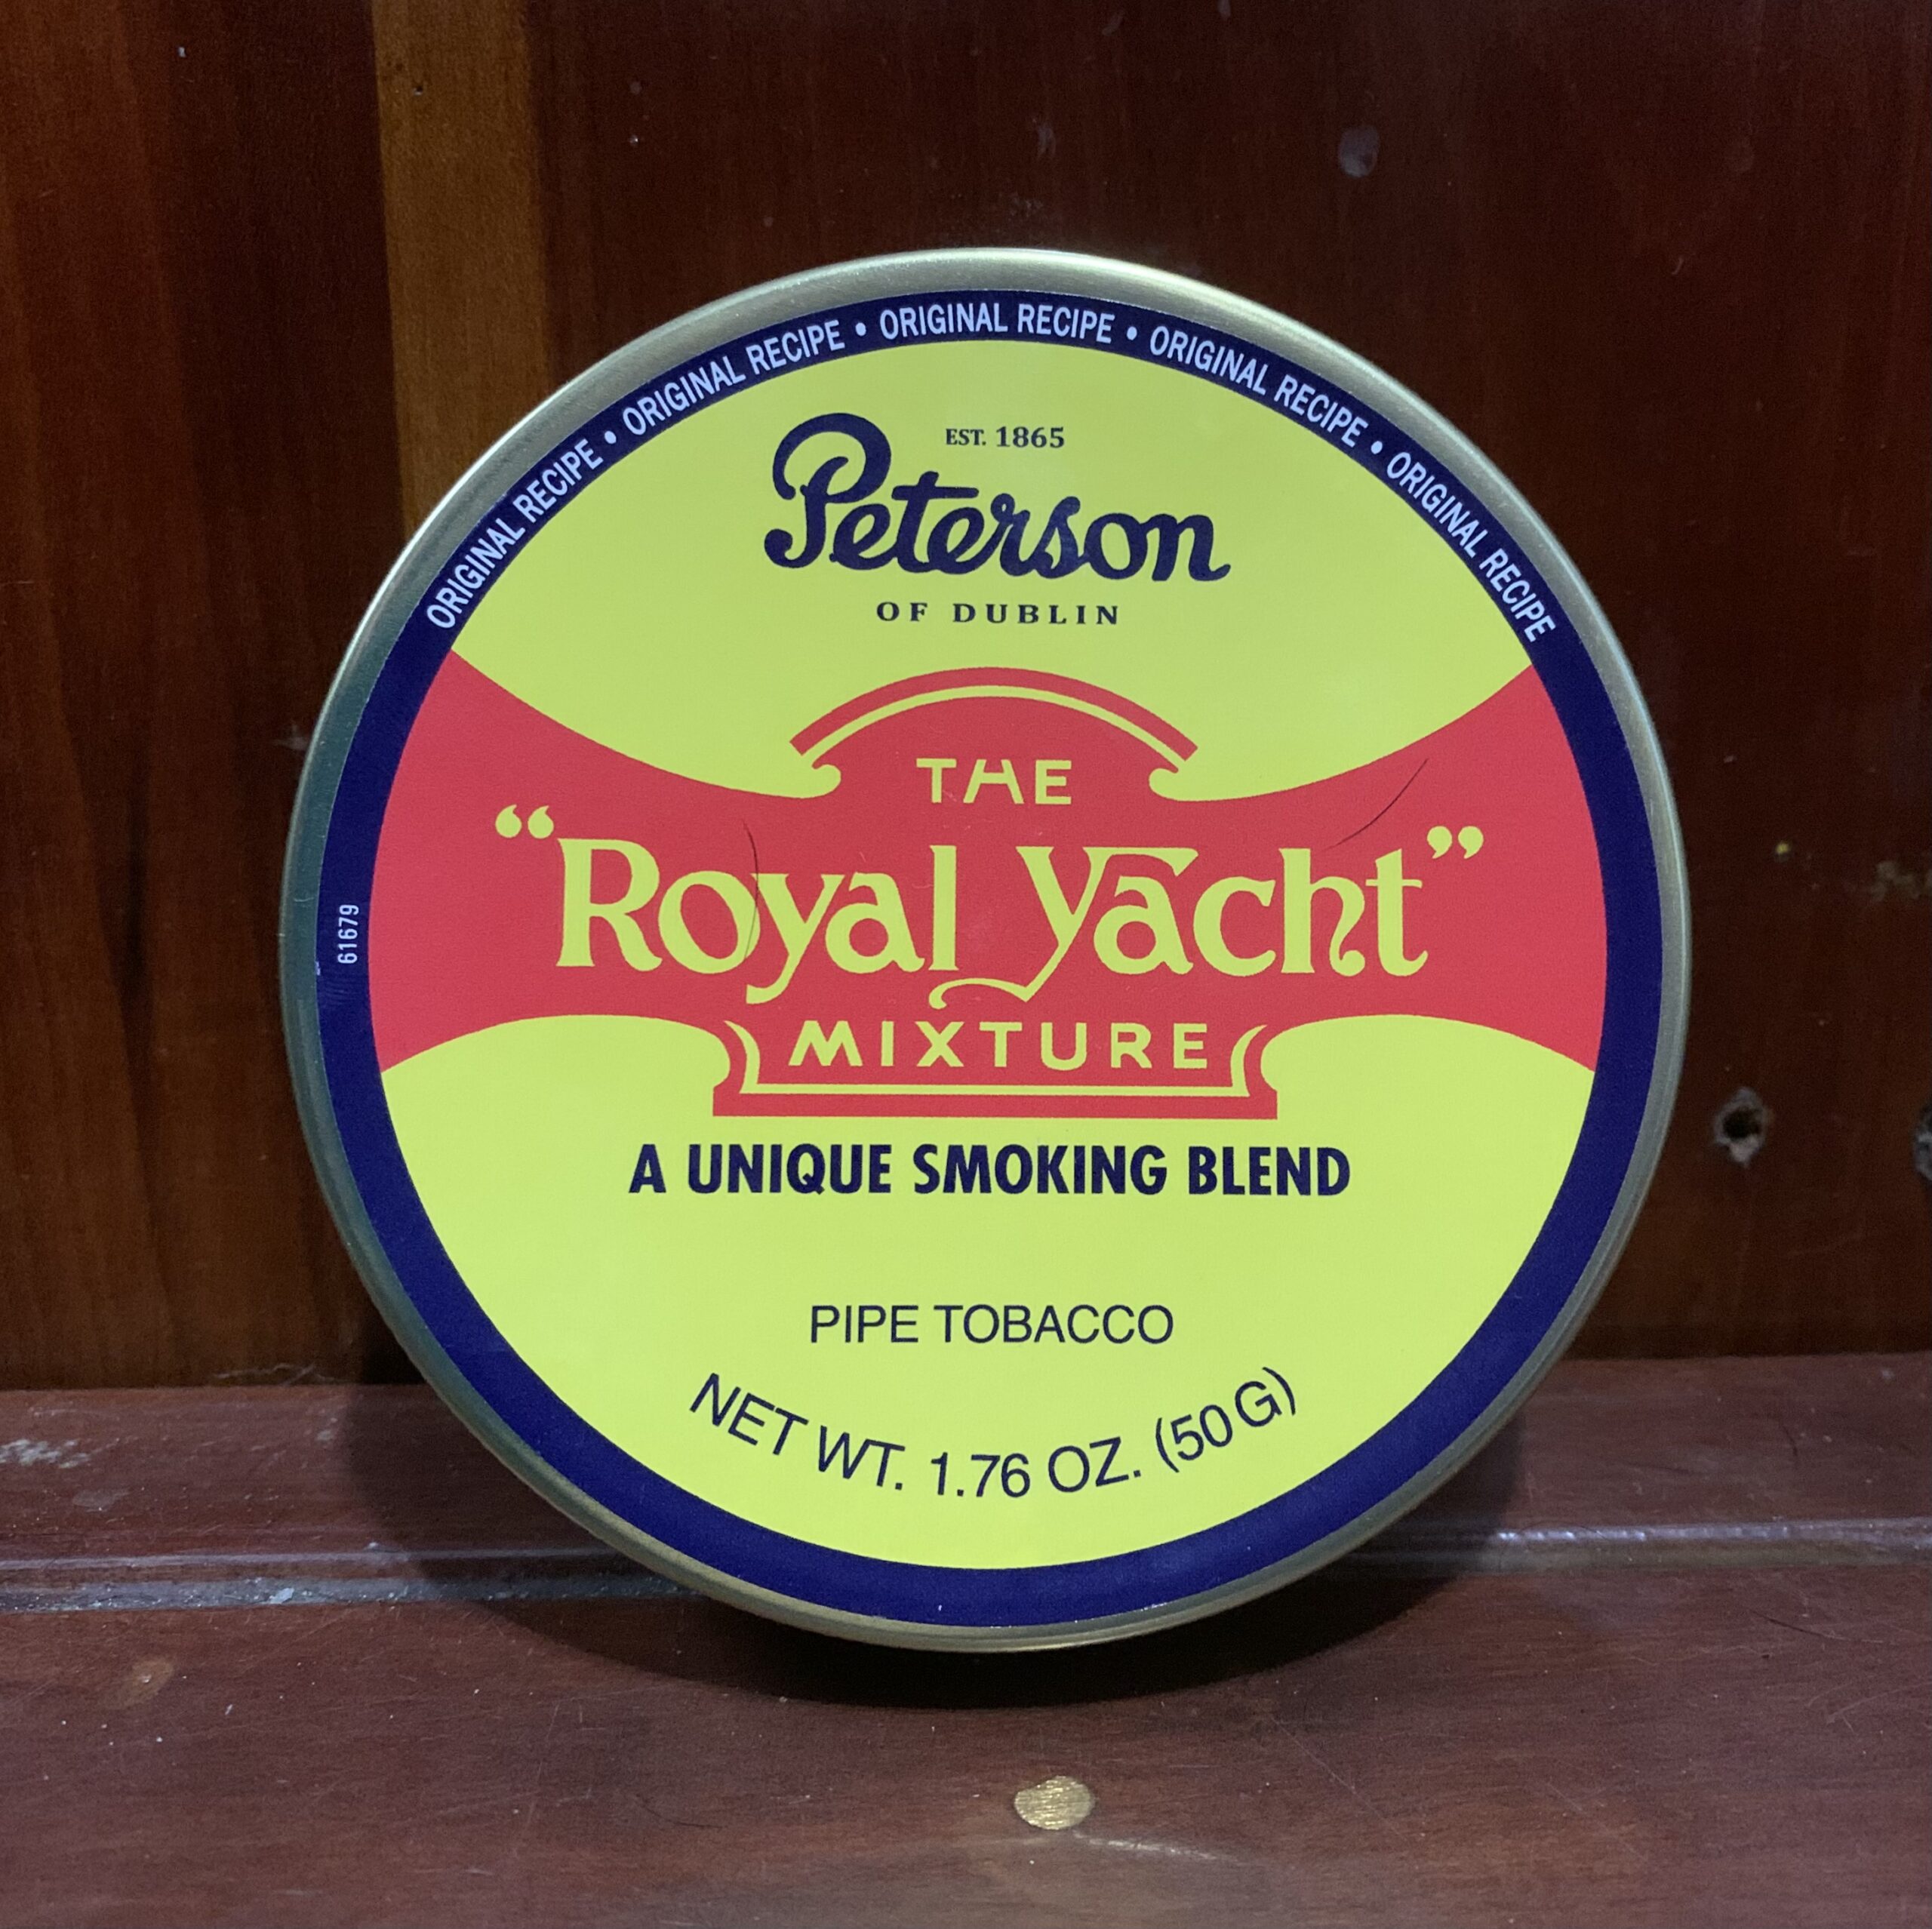 ORIGINAL RECIPE • ORIGINAL RECIPE • ORIGINAL RECIPE • ORIGINAL RECIPE • ORIGINAL RECIPE
EST. 1865
Peterson
OF DUBLIN
THE
“Royal Yacht”
MIXTURE
A UNIQUE SMOKING BLEND
PIPE TOBACCO
NET WT. 1.76 OZ. (50 G)
61679